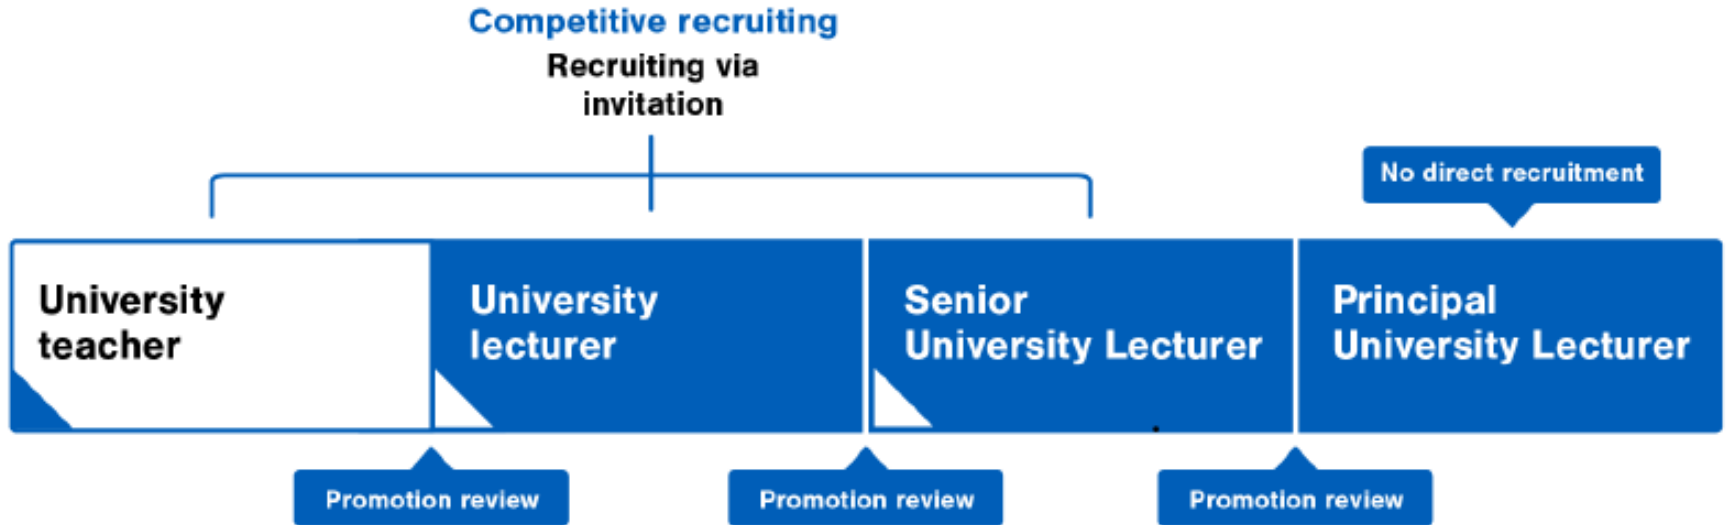 Competitive recruiting
Recruiting via
invitation
No direct recruitment
University
teacher
University
lecturer
Senior
University Lecturer
Principal
University Lecturer
Promotion review
Promotion review
Promotion review